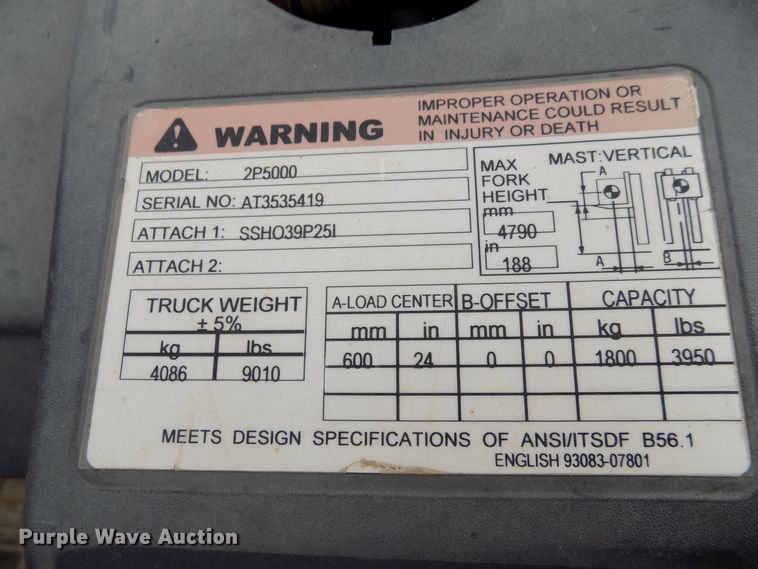 WARNING
IMPROPER OPERATION OR
MAINTENANCE COULD RESULT
IN INJURY OR DEATH
MODEL: 2P5000
SERIAL NO: AT3535419
ATTACH 1: SSHO39P25I
ATTACH 2:
MAX
FORK
HEIGHT
mm
4790
in
188
MAST:VERTICAL
A
A
B
TRUCK WEIGHT
± 5%
kg lbs
4086 9010
A-LOAD CENTER B-OFFSET CAPACITY
mm in mm in kg lbs
600 24 0 0 1800 3950
MEETS DESIGN SPECIFICATIONS OF ANSI/ITSDF B56.1
ENGLISH 93083-07801
Purple Wave Auction